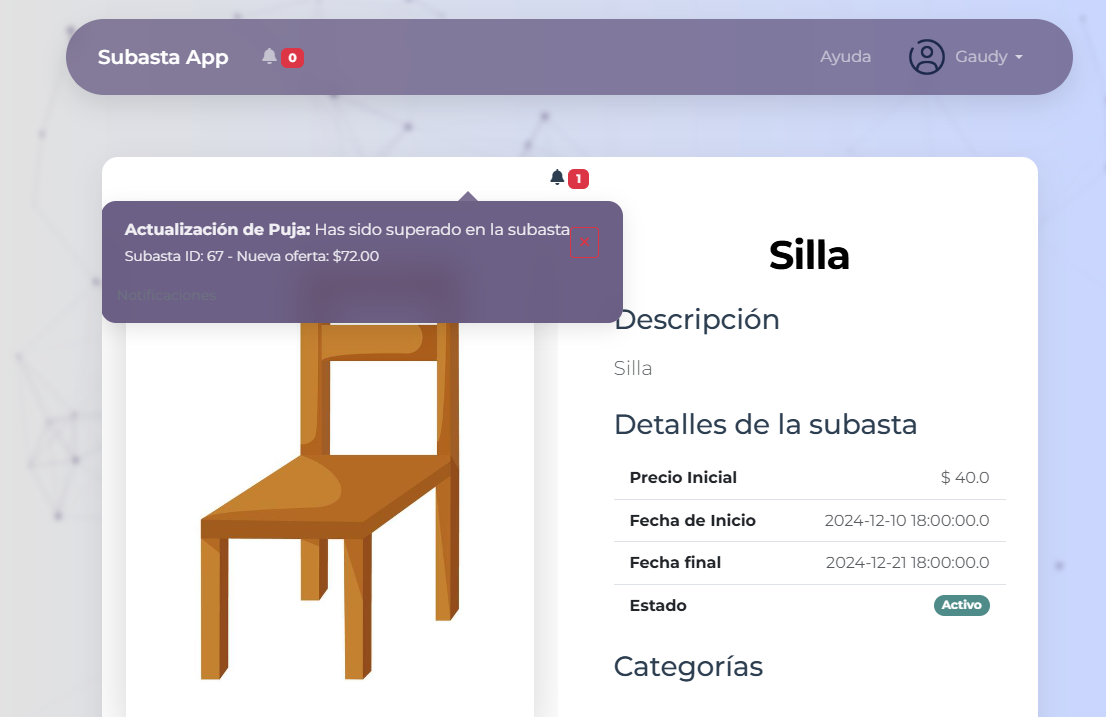 Subasta App 0 Ayuda Gaudy
1
Actualización de Puja: Has sido superado en la subasta
Subasta ID: 67 - Nueva oferta: $72.00
Notificaciones
Silla
Descripción
Silla
Detalles de la subasta
Precio Inicial $ 40.0
Fecha de Inicio 2024-12-10 18:00:00.0
Fecha final 2024-12-21 18:00:00.0
Estado Activo
Categorías